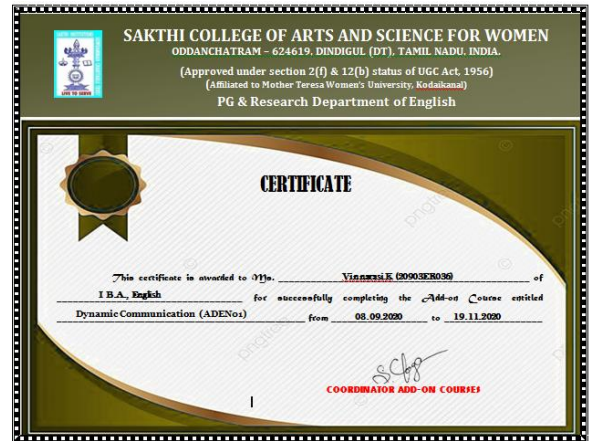 SAKTHI COLLEGE OF ARTS AND SCIENCE FOR WOMEN
ODDANCHATRAM – 624619. DINDIGUL (DT), TAMIL NADU. INDIA.
(Approved under section 2(f) & 12(b) status of UGC Act, 1956)
(Affiliated to Mother Teresa Women's University, Kodaikanal)
PG & Research Department of English
LIVE TO SERVE
CERTIFICATE
This certificate is awarded to Ms. (20903ER036) of
I B.A., English for successfully completing the Add-on Course entitled
Dynamic Communication (ADEN01) from 08.09.2020 to 19.11.2020
COORDINATOR ADD-ON COURSES